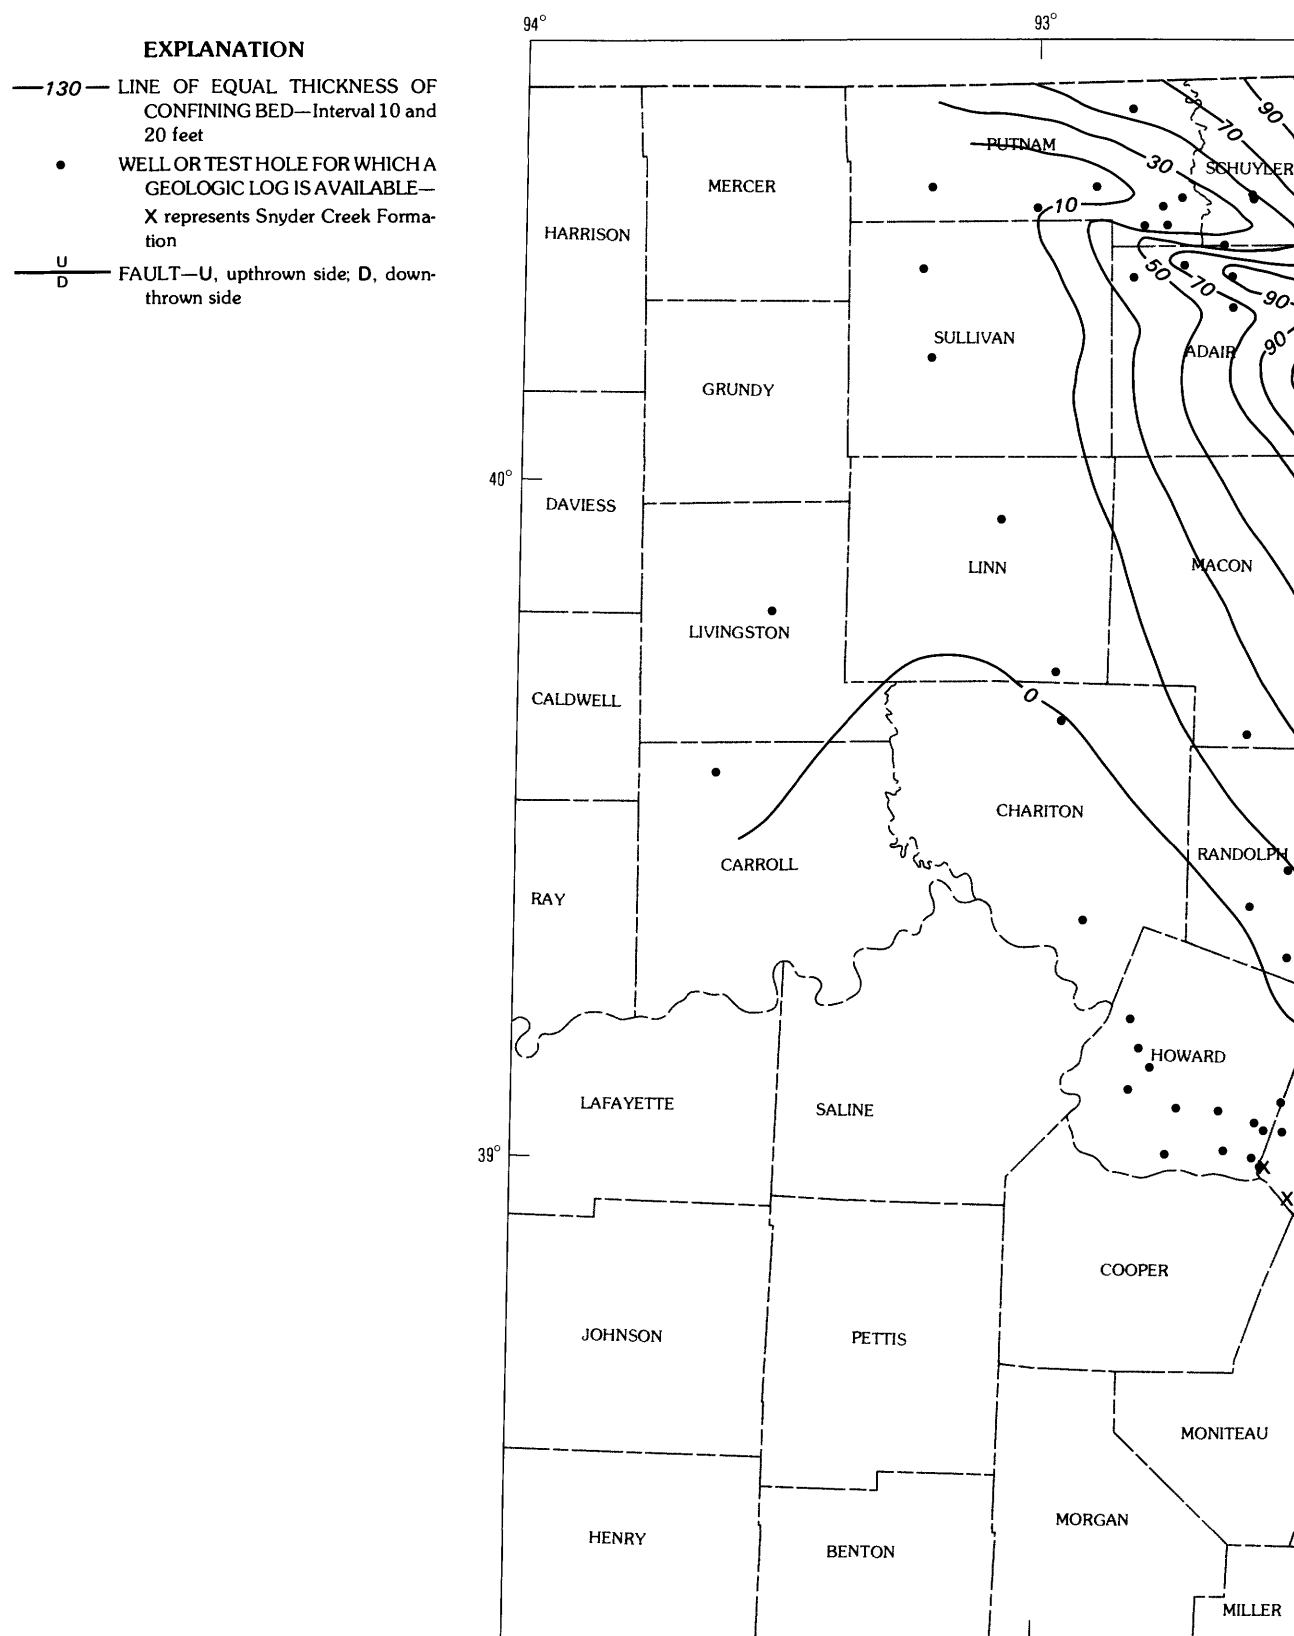 94°
93°
EXPLANATION
130
LINE OF EQUAL THICKNESS OF
CONFINING BED—Interval 10 and
20 feet
WELL OR TEST HOLE FOR WHICH A
GEOLOGIC LOG IS AVAILABLE—
X represents Snyder Creek Forma-
tion
U
D
FAULT—U, upthrown side; D, down-
thrown side
90
70
PUTNAM
30
SCHUYLER
MERCER
10
HARRISON
50
70
90
SULLIVAN
90
ADAIR
GRUNDY
40°
DAVIESS
LINN
MACON
LIVINGSTON
CALDWELL
0
CHARITON
RANDOLPH
CARROLL
RAY
HOWARD
LAFAYETTE
SALINE
39°
X
X
COOPER
JOHNSON
PETTIS
MONITEAU
MORGAN
HENRY
BENTON
MILLER